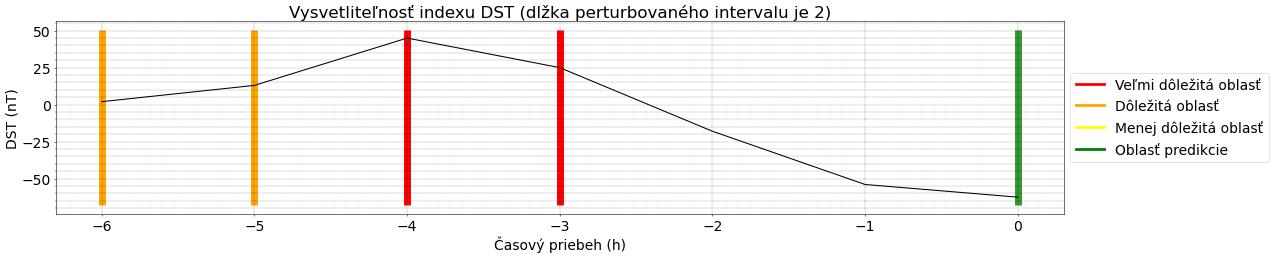 Vysvetliteľnosť indexu DST (dĺžka perturbovaného intervalu je 2)
50
25
0
−25
−50
DST (nT)
−6 −5 −4 −3 −2 −1 0
Časový priebeh (h)
Veľmi dôležitá oblasť
Dôležitá oblasť
Menej dôležitá oblasť
Oblasť predikcie